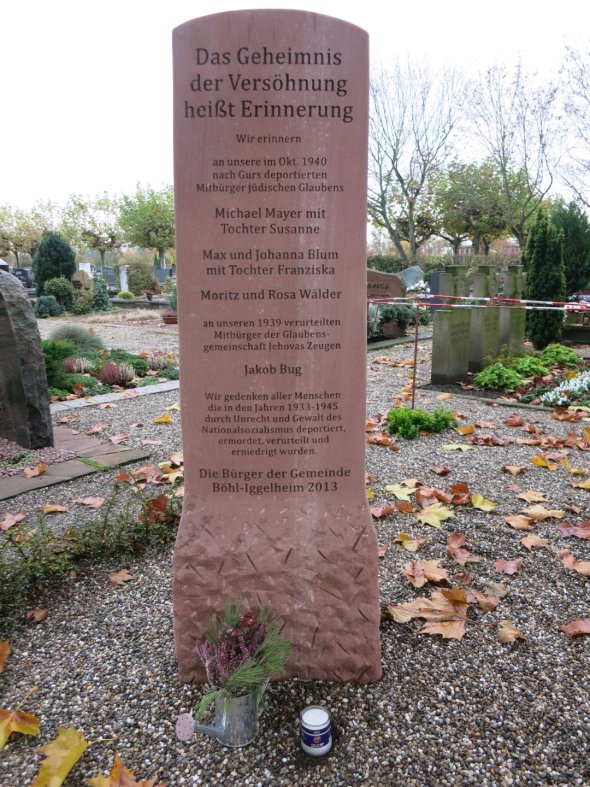 Das Geheimnis
der Versöhnung
heißt Erinnerung
Wir erinnern
an unsere im Okt. 1940
nach Gurs deportierten
Mitbürger jüdischen Glaubens
Michael Mayer mit
Tochter Susanne
Max und Johanna Blum
mit Tochter Franziska
Moritz und Rosa Wälder
an unseren 1939 verurteilten
Mitbürger der Glaubens-
gemeinschaft Jehovas Zeugen
Jakob Bug
Wir gedenken aller Menschen
die in den Jahren 1933-1945
durch Unrecht und Gewalt des
Nationalsozialismus deportiert,
ermordet, verurteilt und
erniedrigt wurden.
Die Bürger der Gemeinde
Böhl-Iggelheim 2013